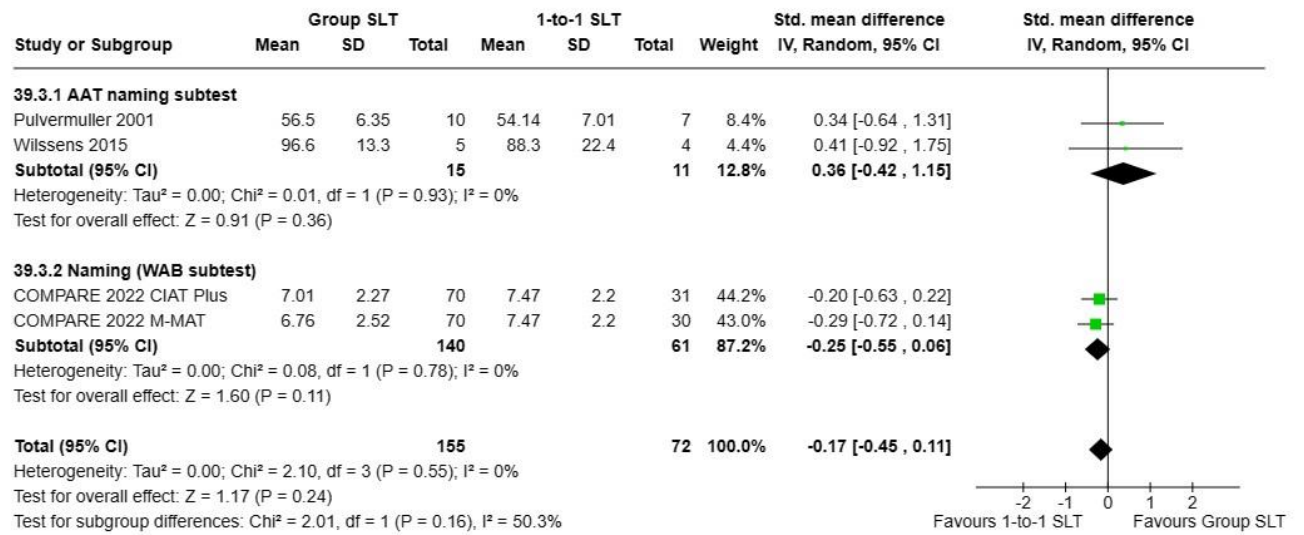 Group SLT 1-to-1 SLT Std. mean difference Std. mean difference
Study or Subgroup Mean SD Total Mean SD Total Weight IV, Random, 95% CI IV, Random, 95% CI
39.3.1 AAT naming subtest
Pulvermuller 2001 56.5 6.35 10 54.14 7.01 7 8.4% 0.34 [-0.64 , 1.31]
Wilssens 2015 96.6 13.3 5 88.3 22.4 4 4.4% 0.41 [-0.92 , 1.75]
Subtotal (95% CI) 15 11 12.8% 0.36 [-0.42 , 1.15]
Heterogeneity: Tau² = 0.00; Chi² = 0.01, df = 1 (P = 0.93); I² = 0%
Test for overall effect: Z = 0.91 (P = 0.36)
39.3.2 Naming (WAB subtest)
COMPARE 2022 CIAT Plus 7.01 2.27 70 7.47 2.2 31 44.2% -0.20 [-0.63 , 0.22]
COMPARE 2022 M-MAT 6.76 2.52 70 7.47 2.2 30 43.0% -0.29 [-0.72 , 0.14]
Subtotal (95% CI) 140 61 87.2% -0.25 [-0.55 , 0.06]
Heterogeneity: Tau² = 0.00; Chi² = 0.08, df = 1 (P = 0.78); I² = 0%
Test for overall effect: Z = 1.60 (P = 0.11)
Total (95% CI) 155 72 100.0% -0.17 [-0.45 , 0.11]
Heterogeneity: Tau² = 0.00; Chi² = 2.10, df = 3 (P = 0.55); I² = 0%
Test for overall effect: Z = 1.17 (P = 0.24)
-2 -1 0 1 2
Test for subgroup differences: Chi² = 2.01, df = 1 (P = 0.16), I² = 50.3%
Favours 1-to-1 SLT Favours Group SLT